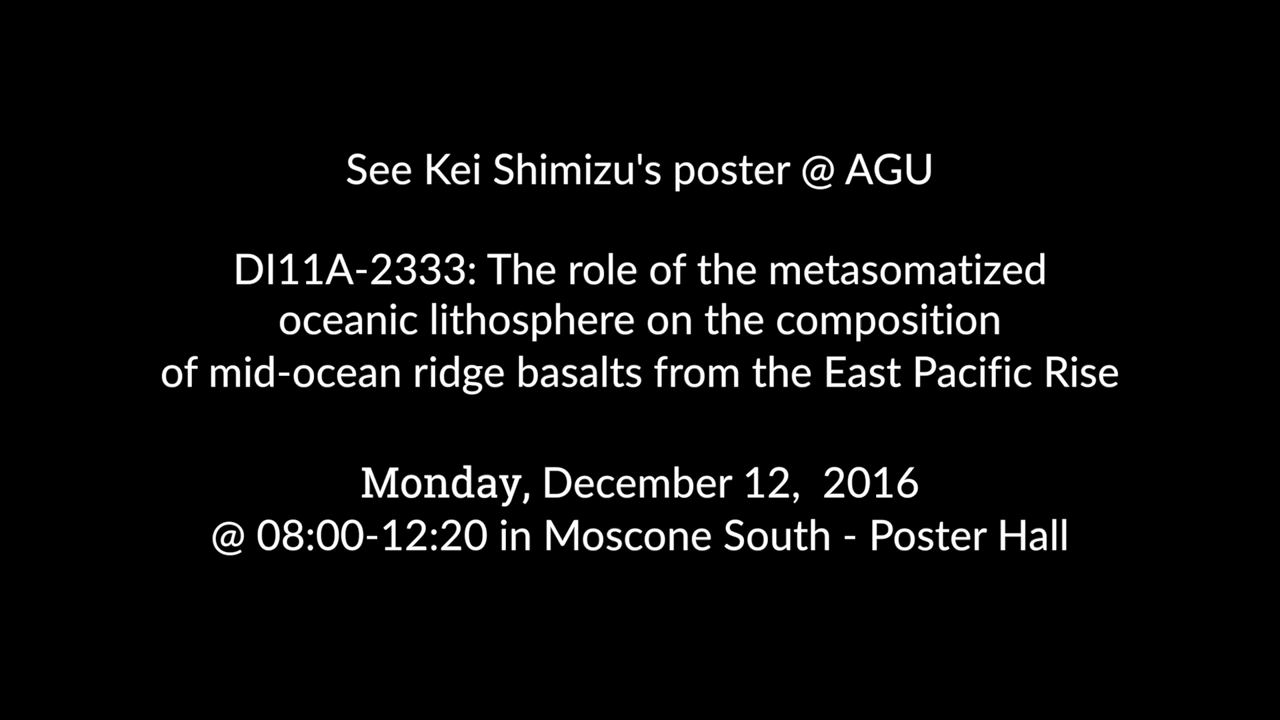 See Kei Shimizu's poster @ AGU
DI11A-2333: The role of the metasomatized
oceanic lithosphere on the composition
of mid-ocean ridge basalts from the East Pacific Rise
Monday, December 12,  2016
@ 08:00-12:20 in Moscone South - Poster Hall